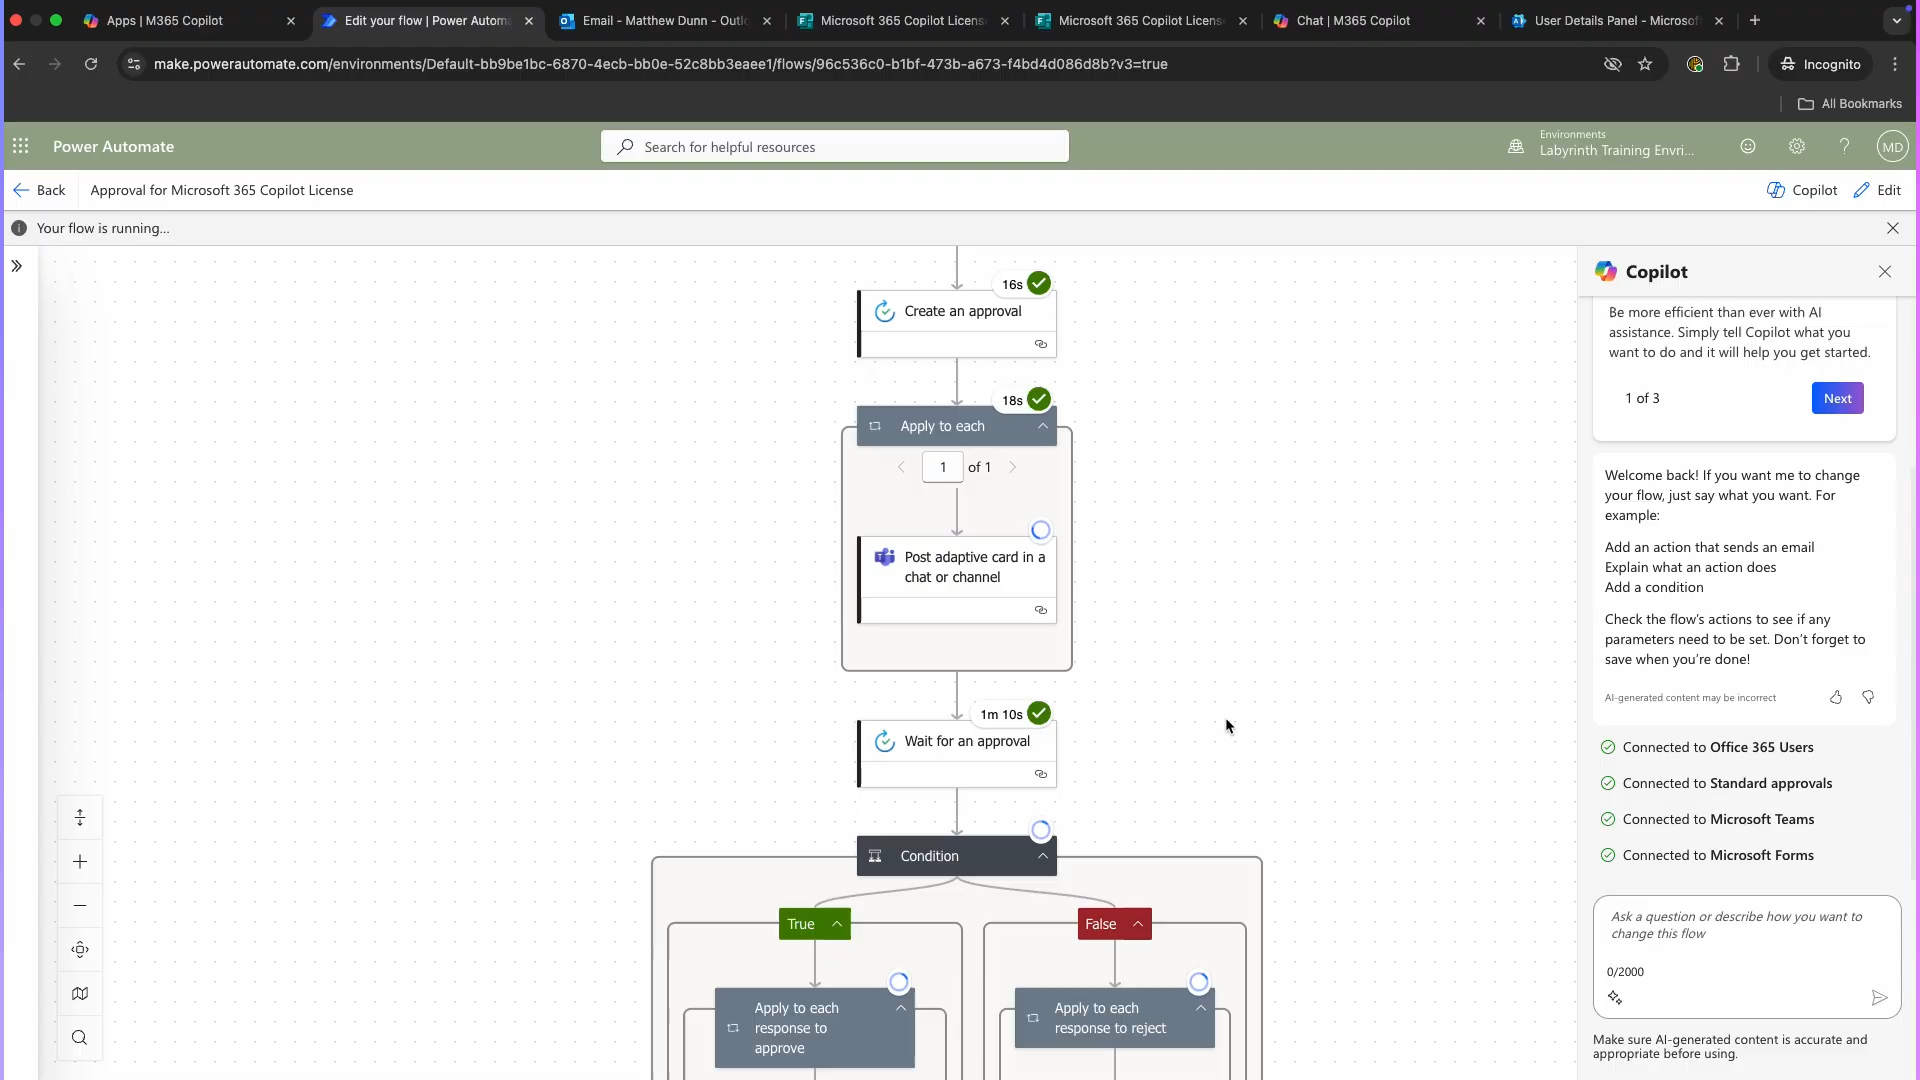 Apps | M365 Copilot
Edit your flow | Power Automa
Email - Matthew Dunn - Outlo
Microsoft 365 Copilot Licens
Microsoft 365 Copilot Licens
Chat | M365 Copilot
User Details Panel - Microsof
make.powerautomate.com/environments/Default-bb9be1bc-6870-4ecb-bb0e-52c8bb3eaee1/flows/96c536c0-b1bf-473b-a673-f4bd4d086d8b?v3=true
Incognito
All Bookmarks
Power Automate
Search for helpful resources
Environments
Labyrinth Training Envri...
MD
Back
Approval for Microsoft 365 Copilot License
Copilot
Edit
Your flow is running...
16s
Create an approval
18s
Apply to each
1 of 1
Post adaptive card in a
chat or channel
1m 10s
Wait for an approval
Condition
True
False
Apply to each
response to
approve
Apply to each
response to reject
Copilot
Be more efficient than ever with AI
assistance. Simply tell Copilot what you
want to do and it will help you get started.
1 of 3
Next
Welcome back! If you want me to change
your flow, just say what you want. For
example:
Add an action that sends an email
Explain what an action does
Add a condition
Check the flow's actions to see if any
parameters need to be set. Don't forget to
save when you're done!
AI-generated content may be incorrect
Connected to Office 365 Users
Connected to Standard approvals
Connected to Microsoft Teams
Connected to Microsoft Forms
Ask a question or describe how you want to
change this flow
0/2000
Make sure AI-generated content is accurate and
appropriate before using.